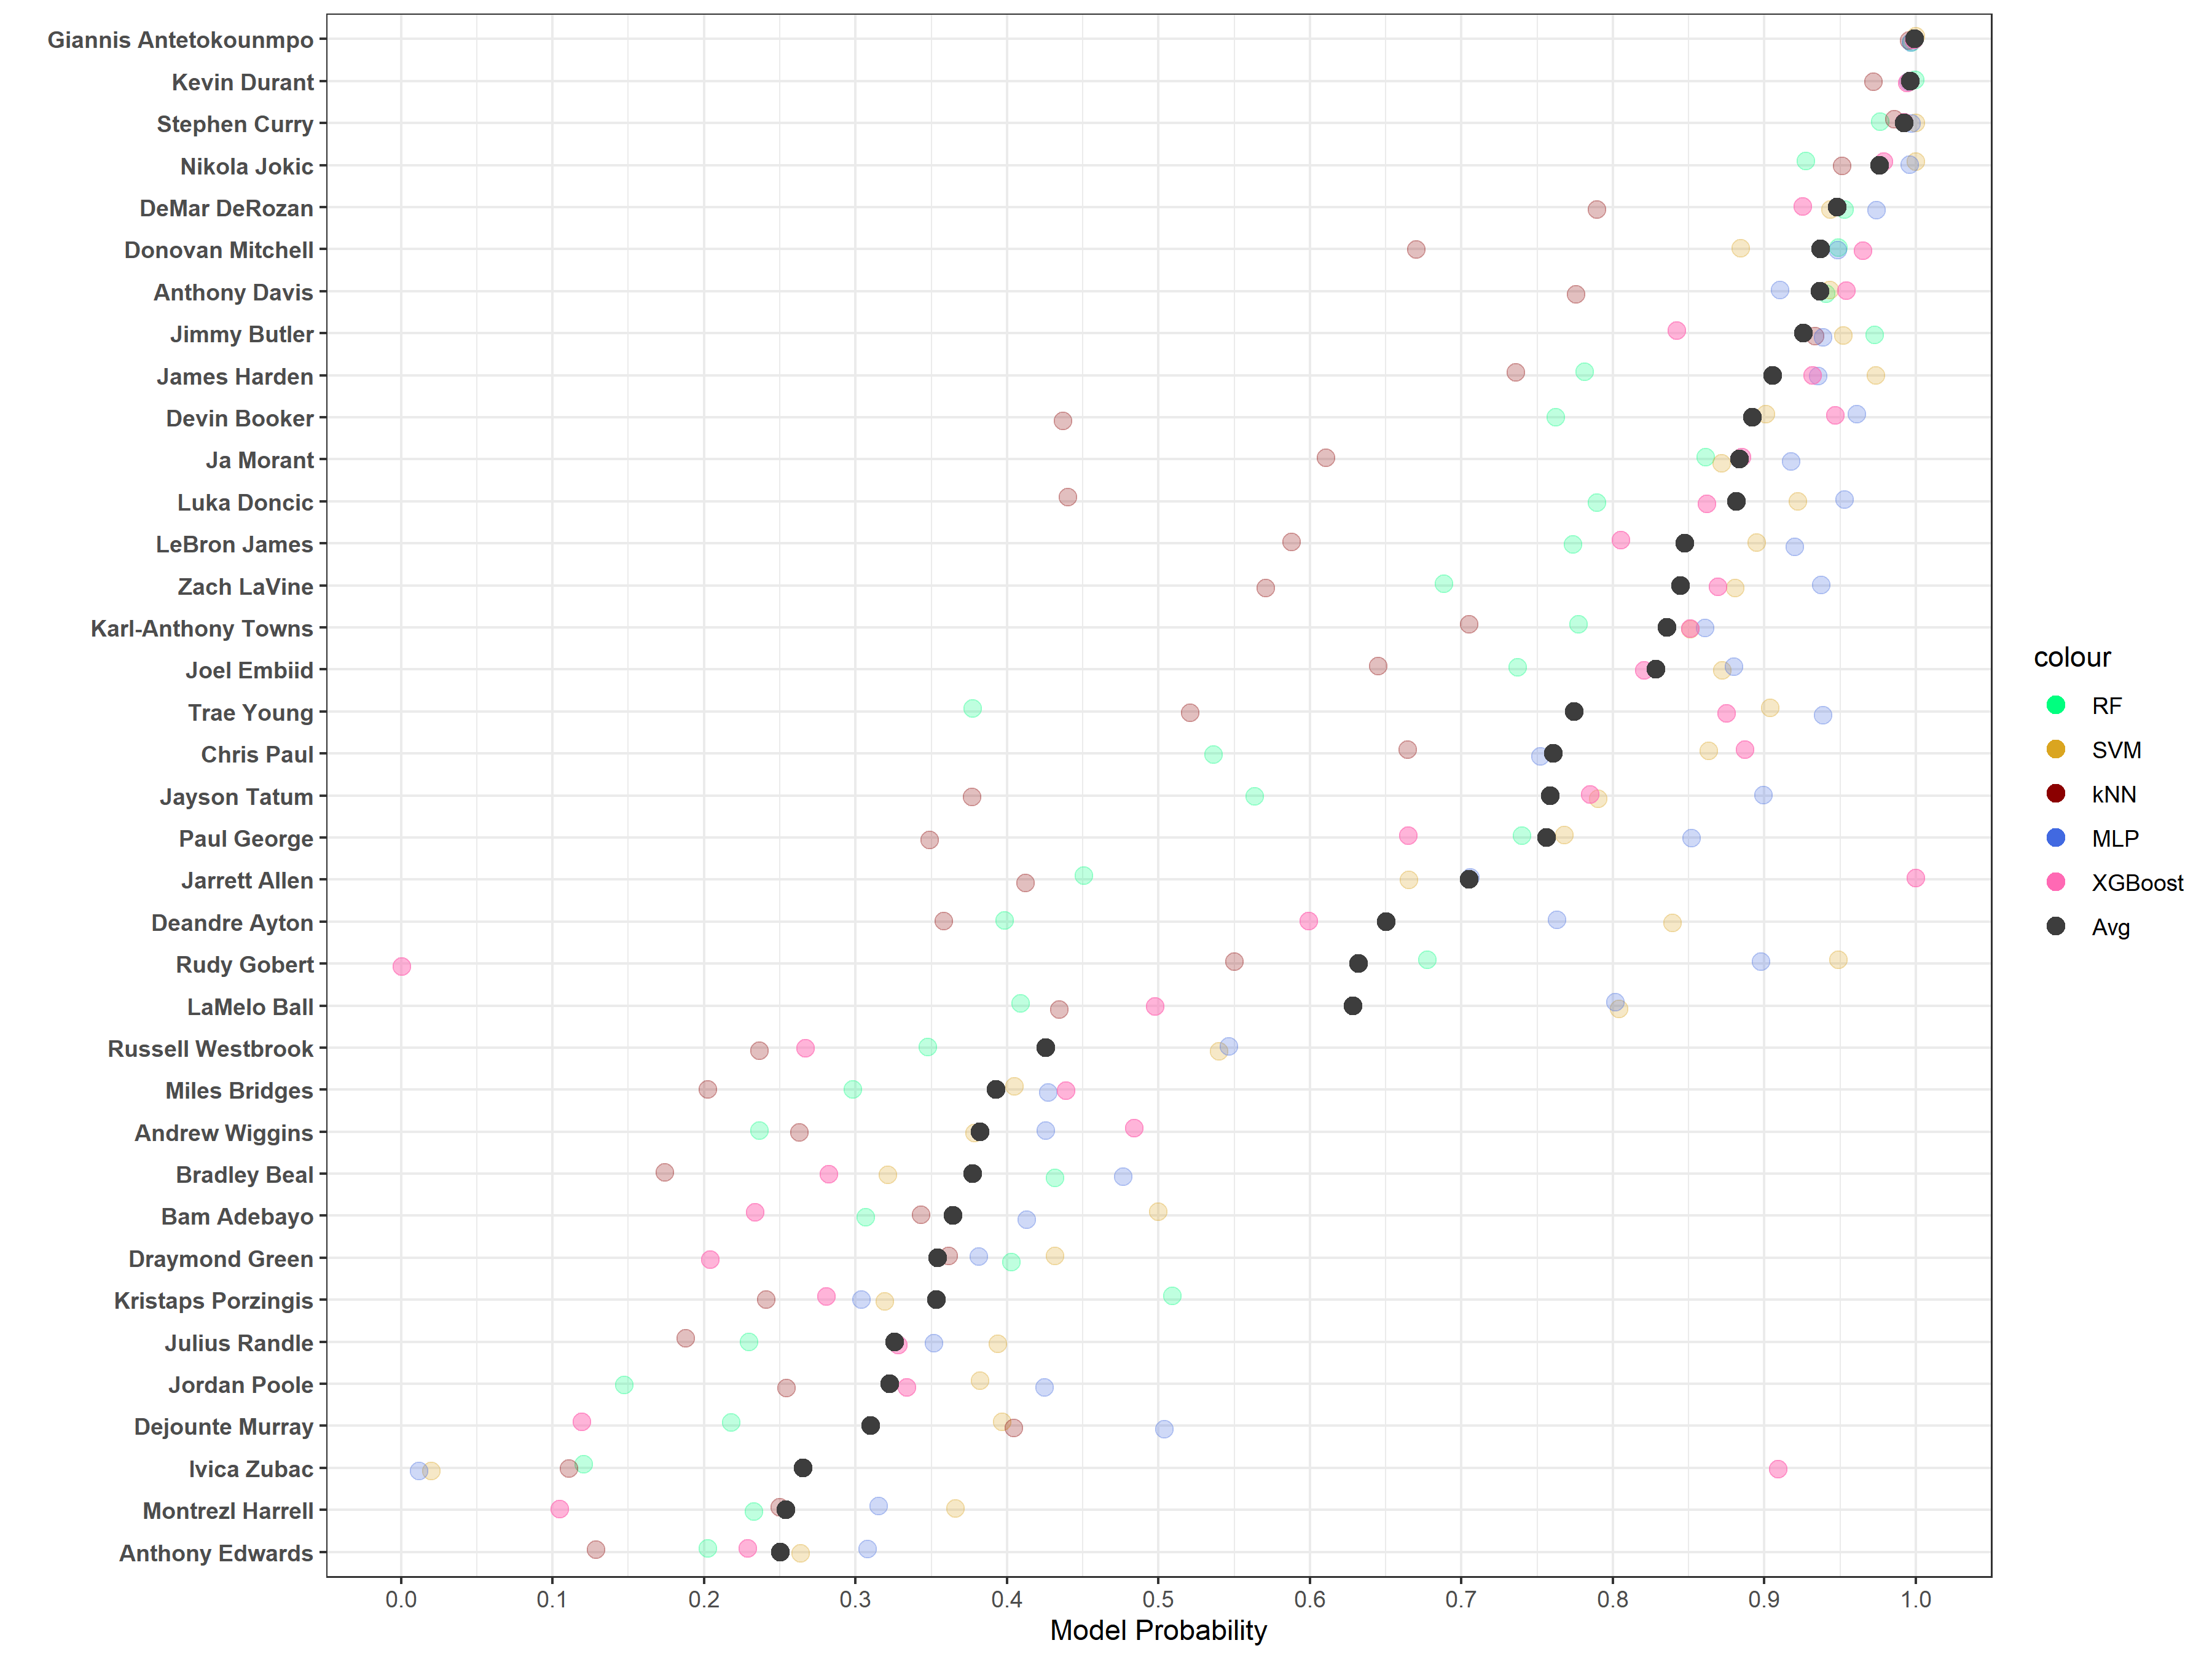 Giannis Antetokounmpo
Kevin Durant
Stephen Curry
Nikola Jokic
DeMar DeRozan
Donovan Mitchell
Anthony Davis
Jimmy Butler
James Harden
Devin Booker
Ja Morant
Luka Doncic
LeBron James
Zach LaVine
Karl-Anthony Towns
Joel Embiid
Trae Young
Chris Paul
Jayson Tatum
Paul George
Jarrett Allen
Deandre Ayton
Rudy Gobert
LaMelo Ball
Russell Westbrook
Miles Bridges
Andrew Wiggins
Bradley Beal
Bam Adebayo
Draymond Green
Kristaps Porzingis
Julius Randle
Jordan Poole
Dejounte Murray
Ivica Zubac
Montrezl Harrell
Anthony Edwards
0.0 0.1 0.2 0.3 0.4 0.5 0.6 0.7 0.8 0.9 1.0
Model Probability
colour
RF
SVM
kNN
MLP
XGBoost
Avg